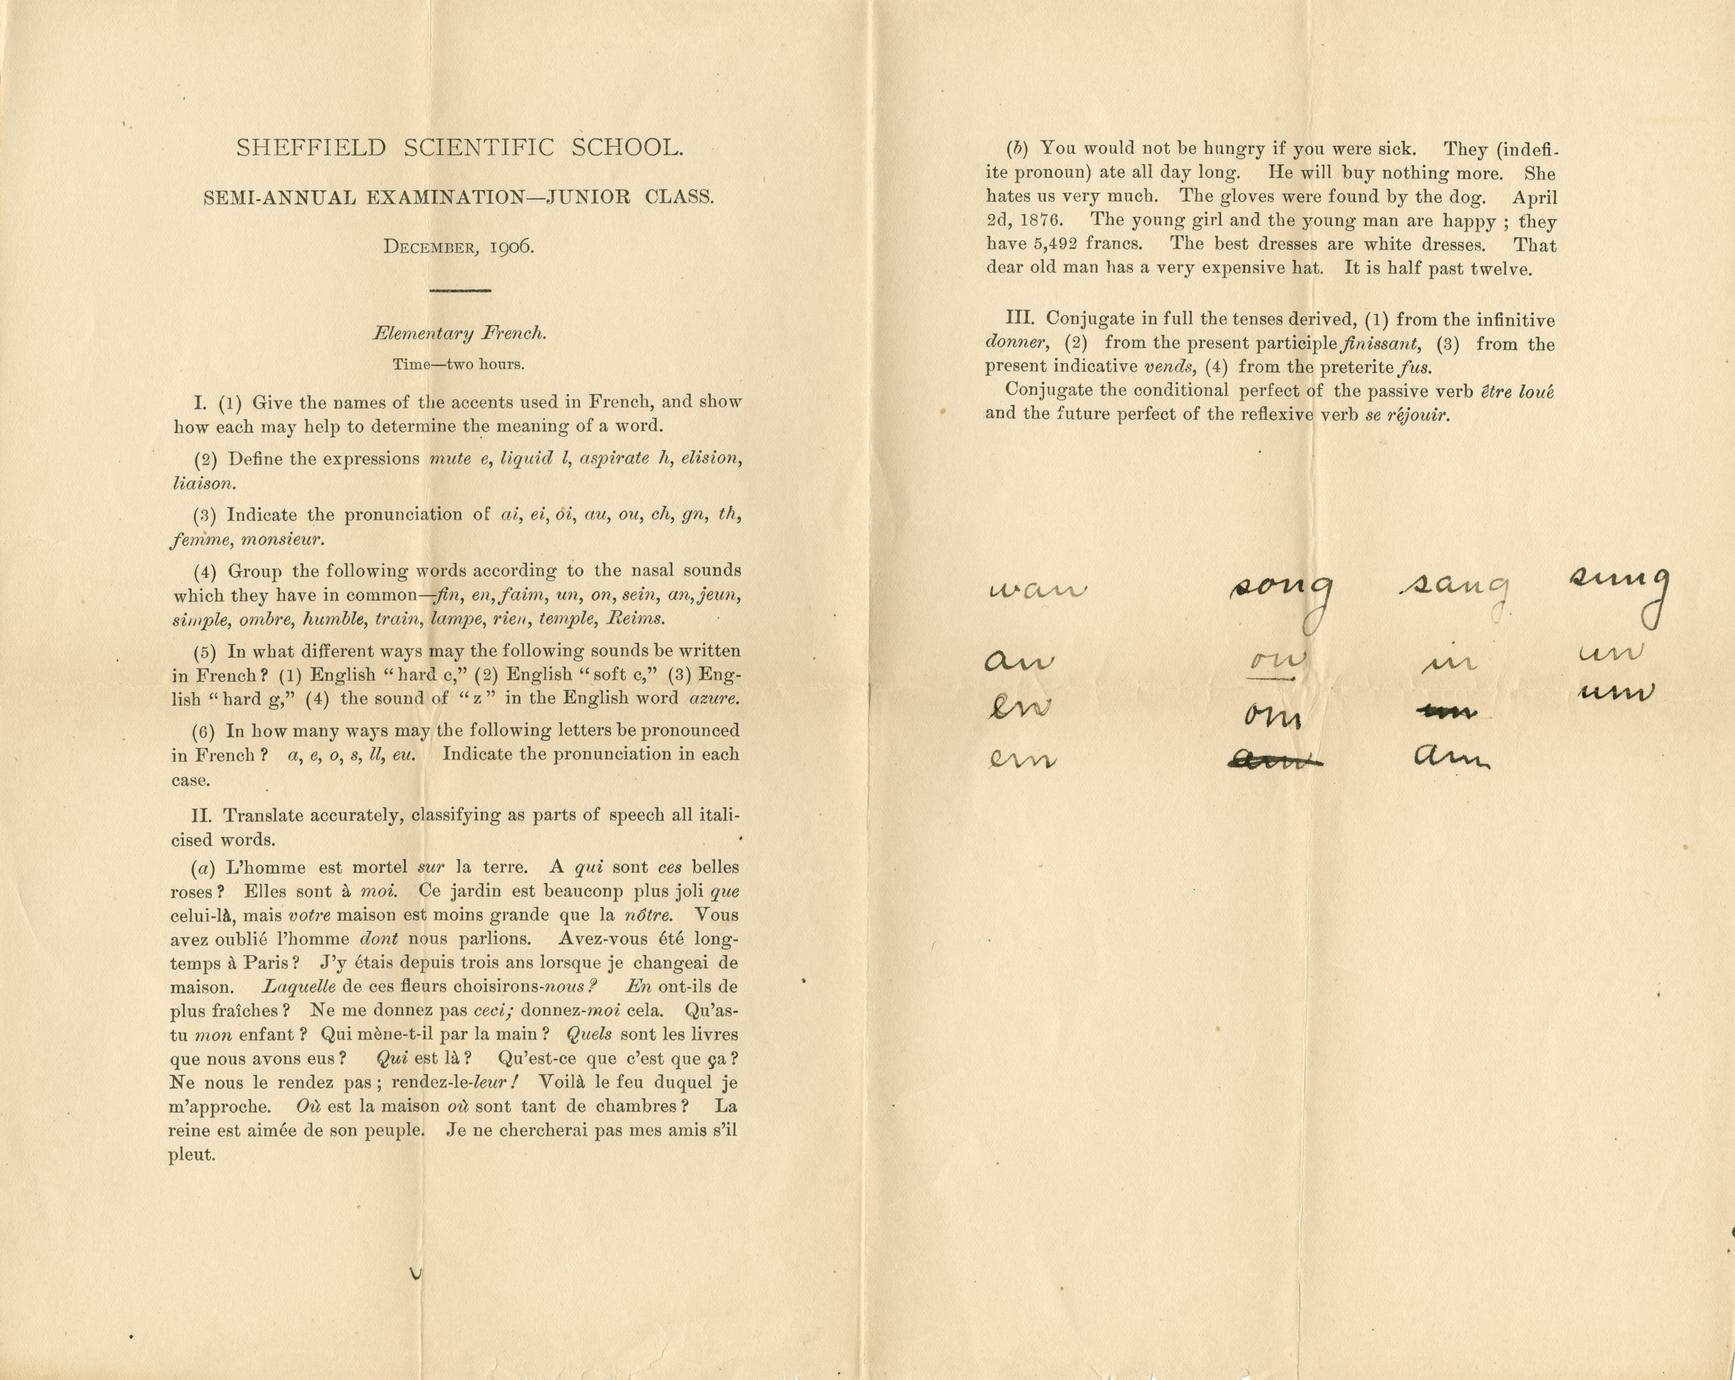 SHEFFIELD SCIENTIFIC SCHOOL.
SEMI-ANNUAL EXAMINATION—JUNIOR CLASS.
DECEMBER, 1906.
Elementary French.
Time—two hours.
I. (1) Give the names of the accents used in French, and show
how each may help to determine the meaning of a word.
(2) Define the expressions mute e, liquid l, aspirate h, elision,
liaison.
(3) Indicate the pronunciation of ai, ei, oi, au, ou, ch, gn, th,
femme, monsieur.
(4) Group the following words according to the nasal sounds
which they have in common—fin, en, faim, un, on, sein, an, jeun,
simple, ombre, humble, train, lampe, rien, temple, Reims.
(5) In what different ways may the following sounds be written
in French? (1) English “hard c,” (2) English “soft c,” (3) Eng-
lish “hard g,” (4) the sound of “z” in the English word azure.
(6) In how many ways may the following letters be pronounced
in French? a, e, o, s, ll, eu. Indicate the pronunciation in each
case.
II. Translate accurately, classifying as parts of speech all itali-
cised words.
(a) L’homme est mortel sur la terre. A qui sont ces belles
roses? Elles sont à moi. Ce jardin est beaucoup plus joli que
celui-là, mais votre maison est moins grande que la nôtre. Vous
avez oublié l’homme dont nous parlions. Avez-vous été long-
temps à Paris? J’y étais depuis trois ans lorsque je changeai de
maison. Laquelle de ces fleurs choisirons-nous? En ont-ils de
plus fraîches? Ne me donnez pas ceci; donnez-moi cela. Qu’as-
tu mon enfant? Qui mène-t-il par la main? Quels sont les livres
que nous avons eus? Qui est là? Qu’est-ce que c’est que ça?
Ne nous le rendez pas; rendez-le-leur! Voilà le feu duquel je
m’approche. Où est la maison où sont tant de chambres? La
reine est aimée de son peuple. Je ne chercherai pas mes amis s’il
pleut.
(b) You would not be hungry if you were sick. They (indefi-
ite pronoun) ate all day long. He will buy nothing more. She
hates us very much. The gloves were found by the dog. April
2d, 1876. The young girl and the young man are happy; they
have 5,492 francs. The best dresses are white dresses. That
dear old man has a very expensive hat. It is half past twelve.
III. Conjugate in full the tenses derived, (1) from the infinitive
donner, (2) from the present participle finissant, (3) from the
present indicative vends, (4) from the preterite fus.
Conjugate the conditional perfect of the passive verb être loué
and the future perfect of the reflexive verb se réjouir.
wan song sang sung
an on in un
en om um
em am